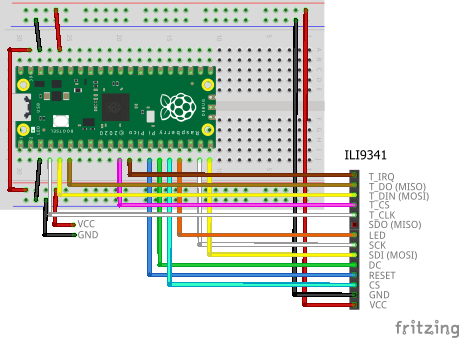 BOOTSEL
Raspberry Pi Pico ©2020
ILI9341
T_IRQ
T_DO (MISO)
T_DIN (MOSI)
T_CS
T_CLK
SDO (MISO)
LED
SCK
SDI (MOSI)
DC
RESET
CS
GND
VCC
VCC
GND
fritzing